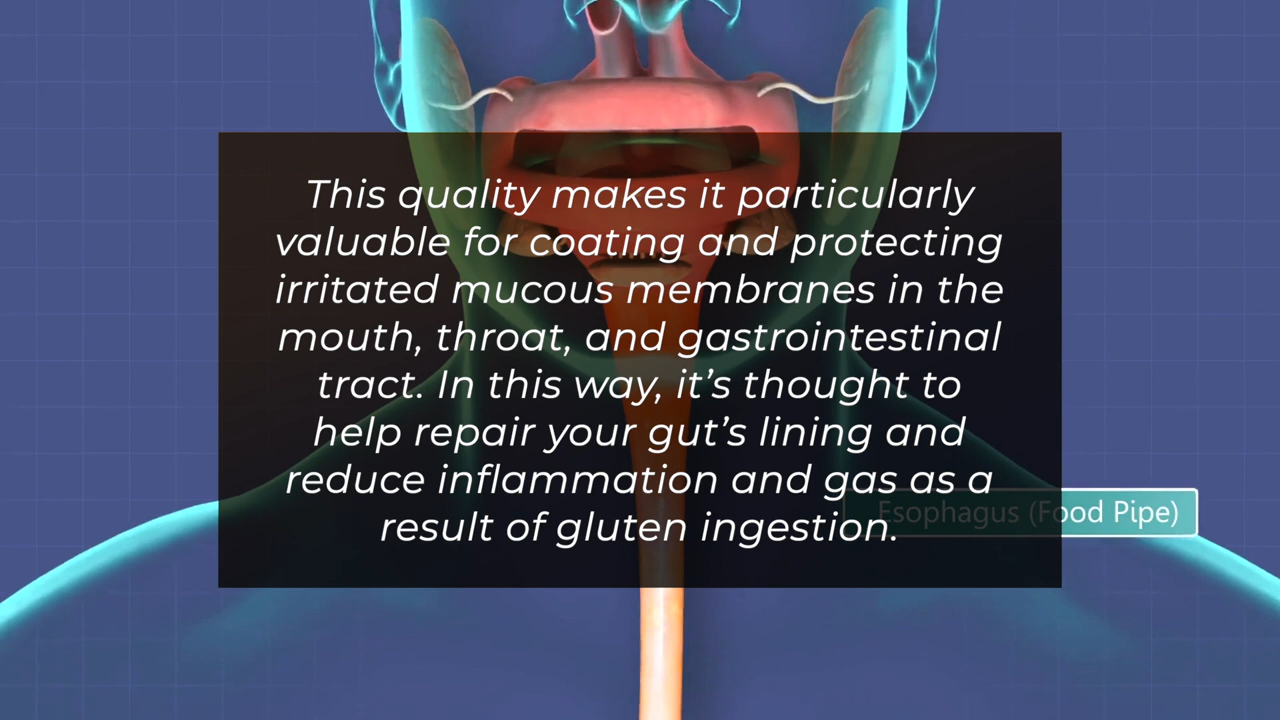 This quality makes it particularly
valuable for coating and protecting
irritated mucous membranes in the
mouth, throat, and gastrointestinal
tract. In this way, it’s thought to
help repair your gut’s lining and
reduce inflammation and gas as a
result of gluten ingestion.
Esophagus (Food Pipe)